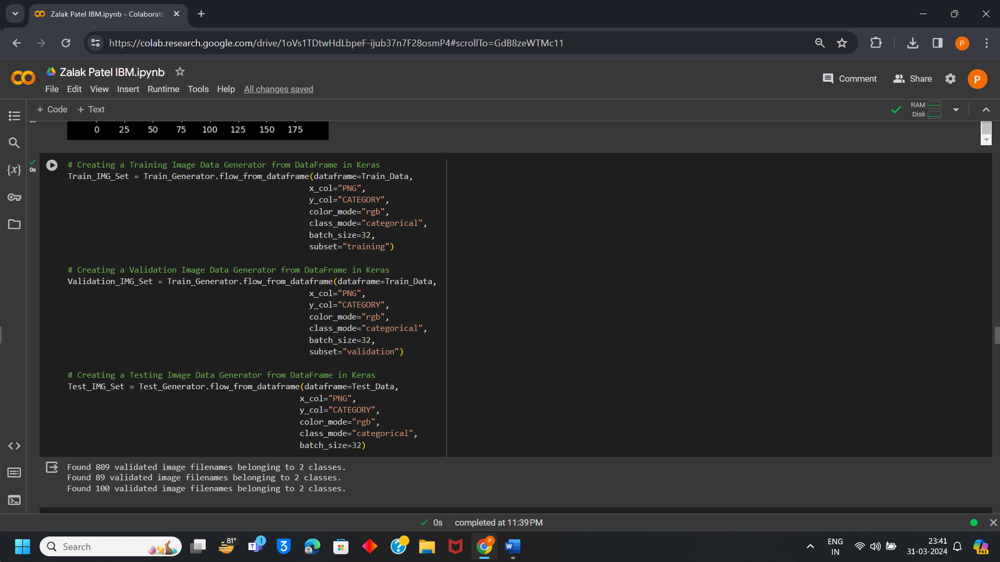 Zalak Patel IBM.ipynb - Colaborato
https://colab.research.google.com/drive/1oVs1TDtwHdLbpeF-ijub37n7F28osmP4#scrollTo=GdB8zeWTMc11
P
Zalak Patel IBM.ipynb
Comment
Share
P
File Edit View Insert Runtime Tools Help All changes saved
+ Code + Text
RAM
Disk
0 25 50 75 100 125 150 175
{x}
0s
# Creating a Training Image Data Generator from DataFrame in Keras
Train_IMG_Set = Train_Generator.flow_from_dataframe(dataframe=Train_Data,
x_col="PNG",
y_col="CATEGORY",
color_mode="rgb",
class_mode="categorical",
batch_size=32,
subset="training")
# Creating a Validation Image Data Generator from DataFrame in Keras
Validation_IMG_Set = Train_Generator.flow_from_dataframe(dataframe=Train_Data,
x_col="PNG",
y_col="CATEGORY",
color_mode="rgb",
class_mode="categorical",
batch_size=32,
subset="validation")
# Creating a Testing Image Data Generator from DataFrame in Keras
Test_IMG_Set = Test_Generator.flow_from_dataframe(dataframe=Test_Data,
x_col="PNG",
y_col="CATEGORY",
color_mode="rgb",
class_mode="categorical",
batch_size=32)
Found 809 validated image filenames belonging to 2 classes.
Found 89 validated image filenames belonging to 2 classes.
Found 100 validated image filenames belonging to 2 classes.
0s completed at 11:39 PM
Search
81°
1
ENG
IN
23:41
31-03-2024
PRE